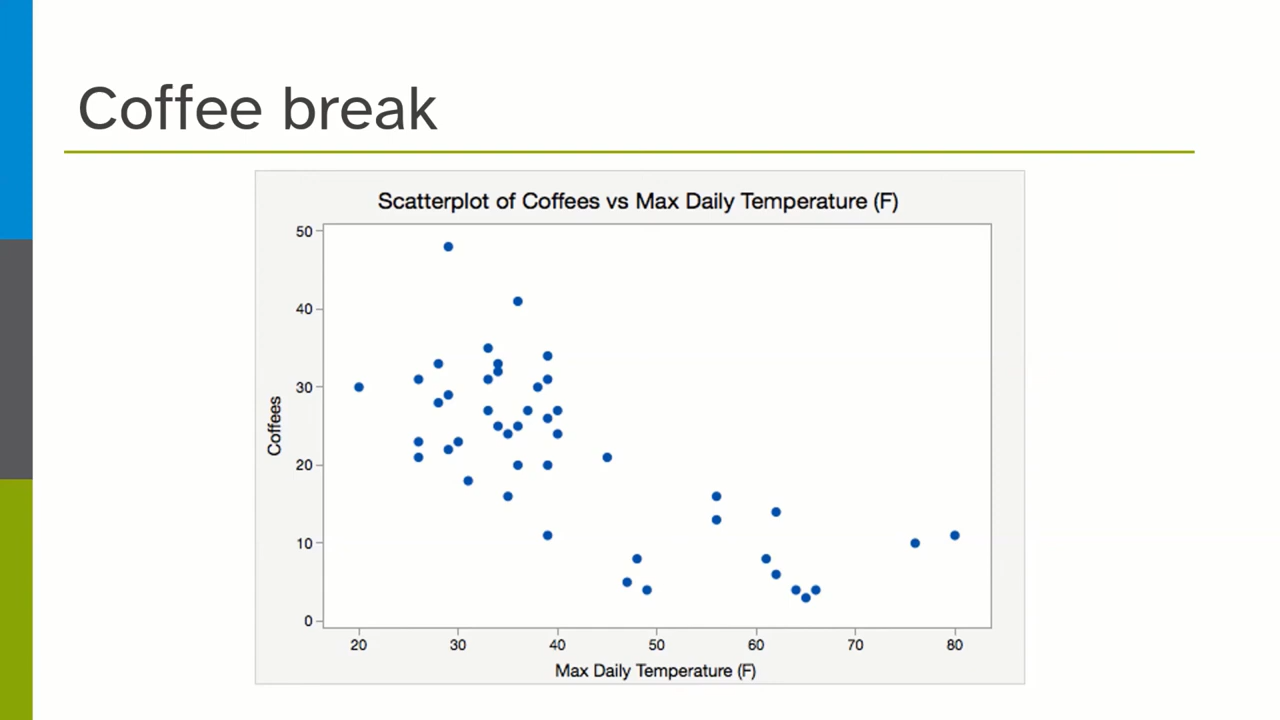 Coffee break
Scatterplot of Coffees vs Max Daily Temperature (F)
50
40
30
20
10
0
Coffees
20 30 40 50 60 70 80
Max Daily Temperature (F)